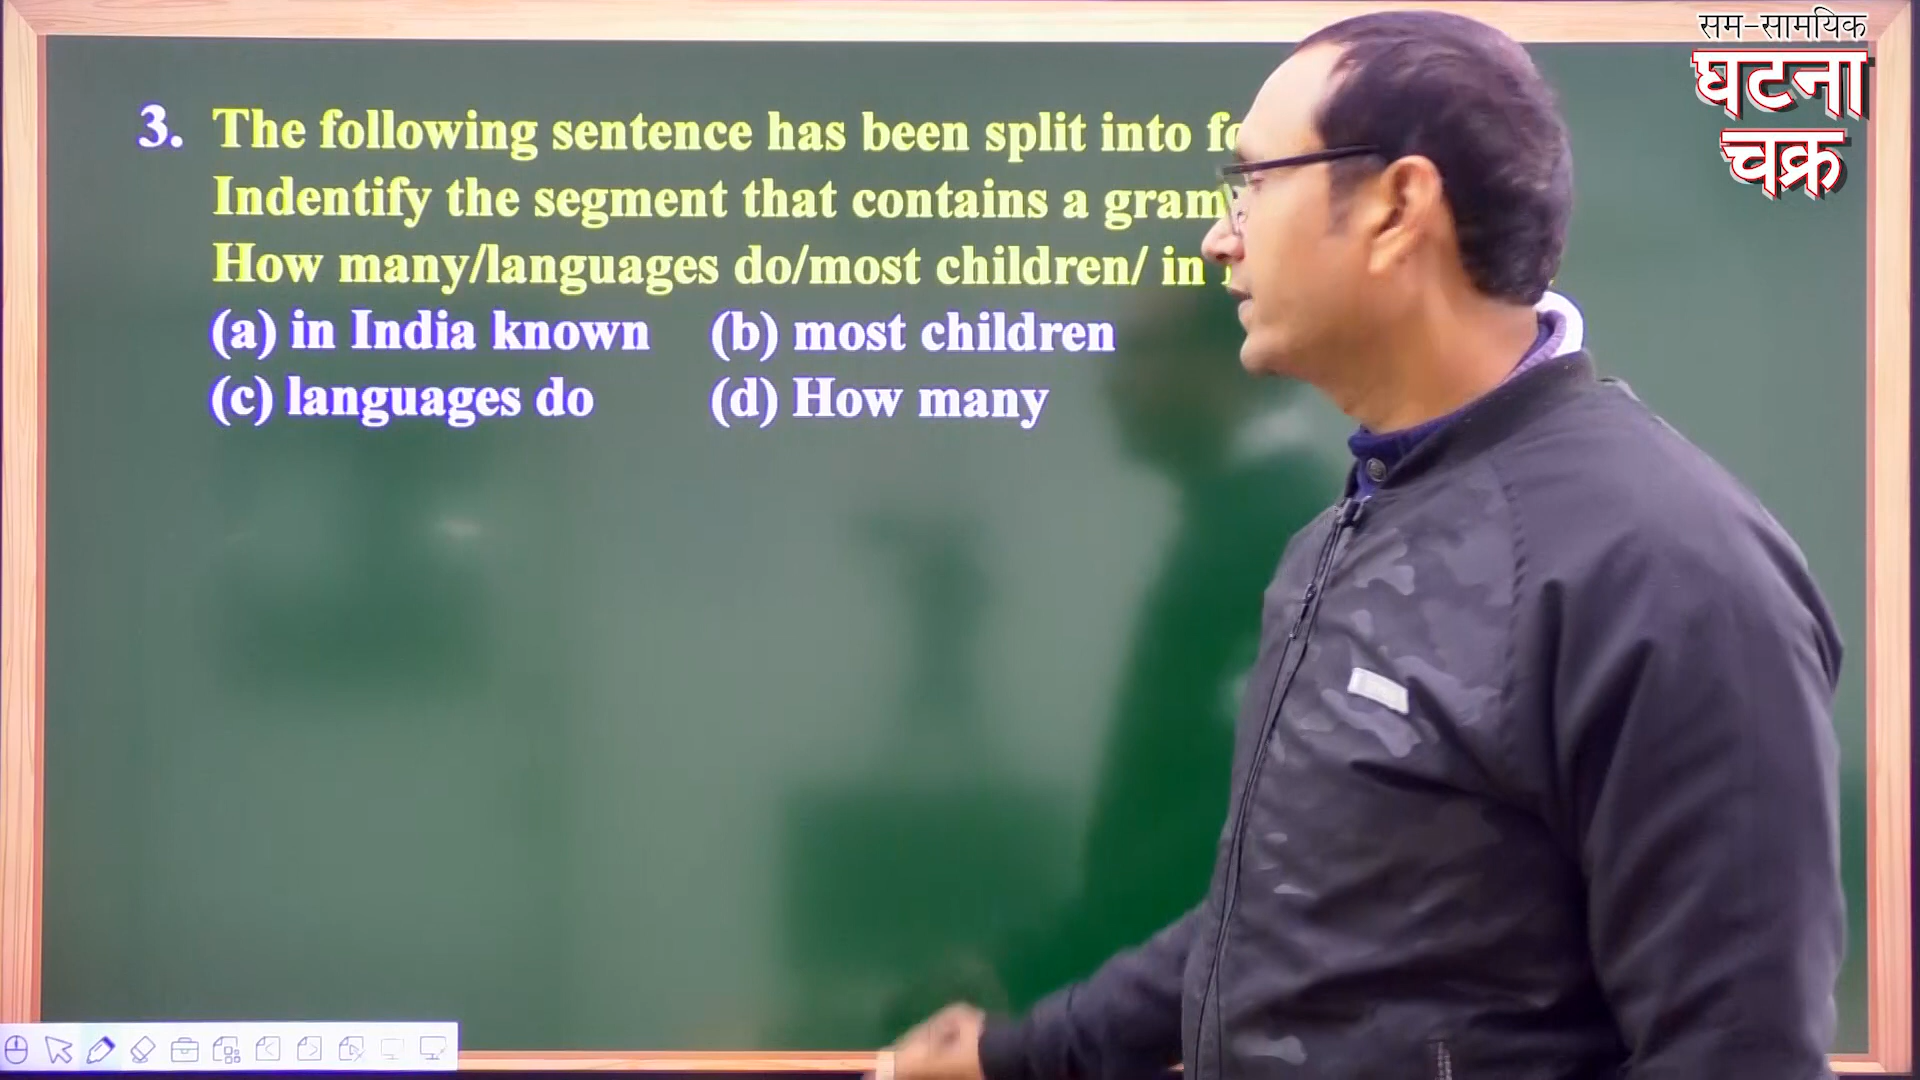 सम-सामयिक
घटना
चक्र
3. The following sentence has been split into
Indentify the segment that contains a
How many/languages do/most children/ in
(a) in India known (b) most children
(c) languages do (d) How many